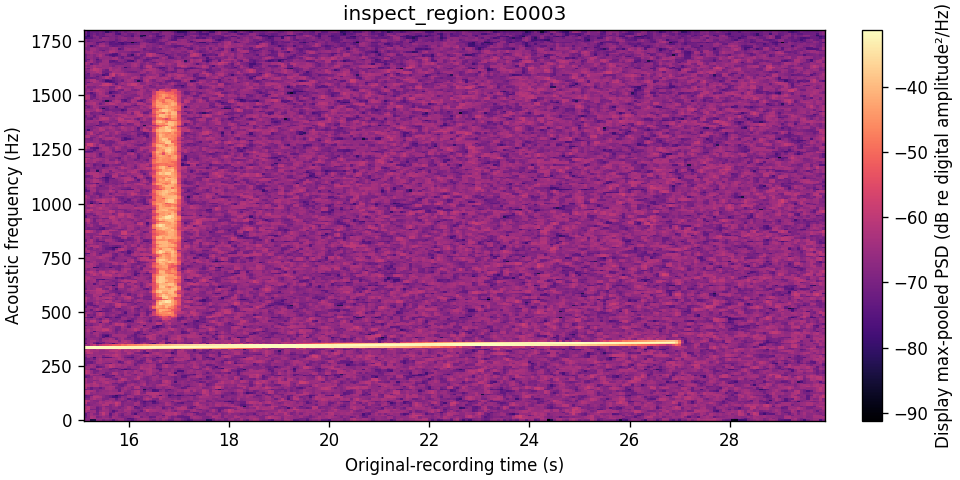 inspect_region: E0003
Acoustic frequency (Hz)
1750
1500
1250
1000
750
500
250
0
16 18 20 22 24 26 28
Original-recording time (s)
−40
−50
−60
−70
−80
−90
Display max-pooled PSD (dB re digital amplitude²/Hz)